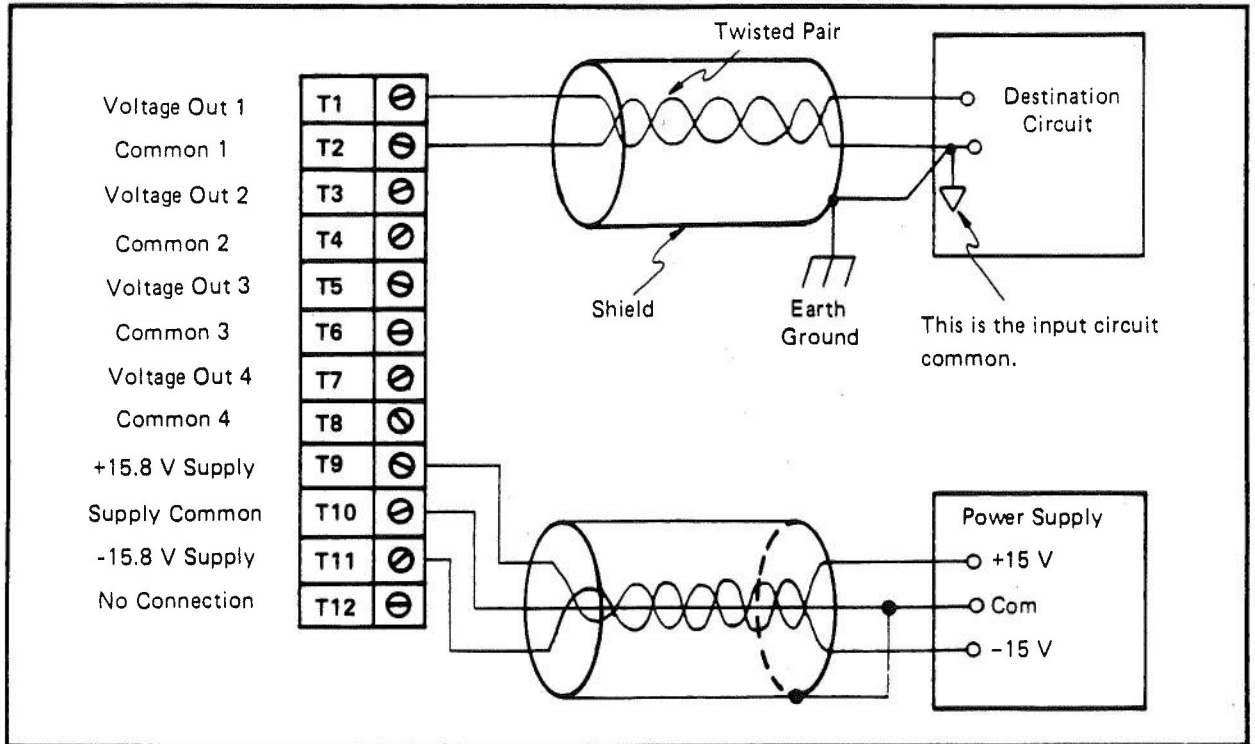 Twisted Pair
Destination
Circuit
Voltage Out 1 T1
Common 1 T2
Voltage Out 2 T3
Common 2 T4
Voltage Out 3 T5
Common 3 T6
Voltage Out 4 T7
Common 4 T8
+15.8 V Supply T9
Supply Common T10
-15.8 V Supply T11
No Connection T12
Shield
Earth
Ground
This is the input circuit
common.
Power Supply
+15 V
Com
-15 V